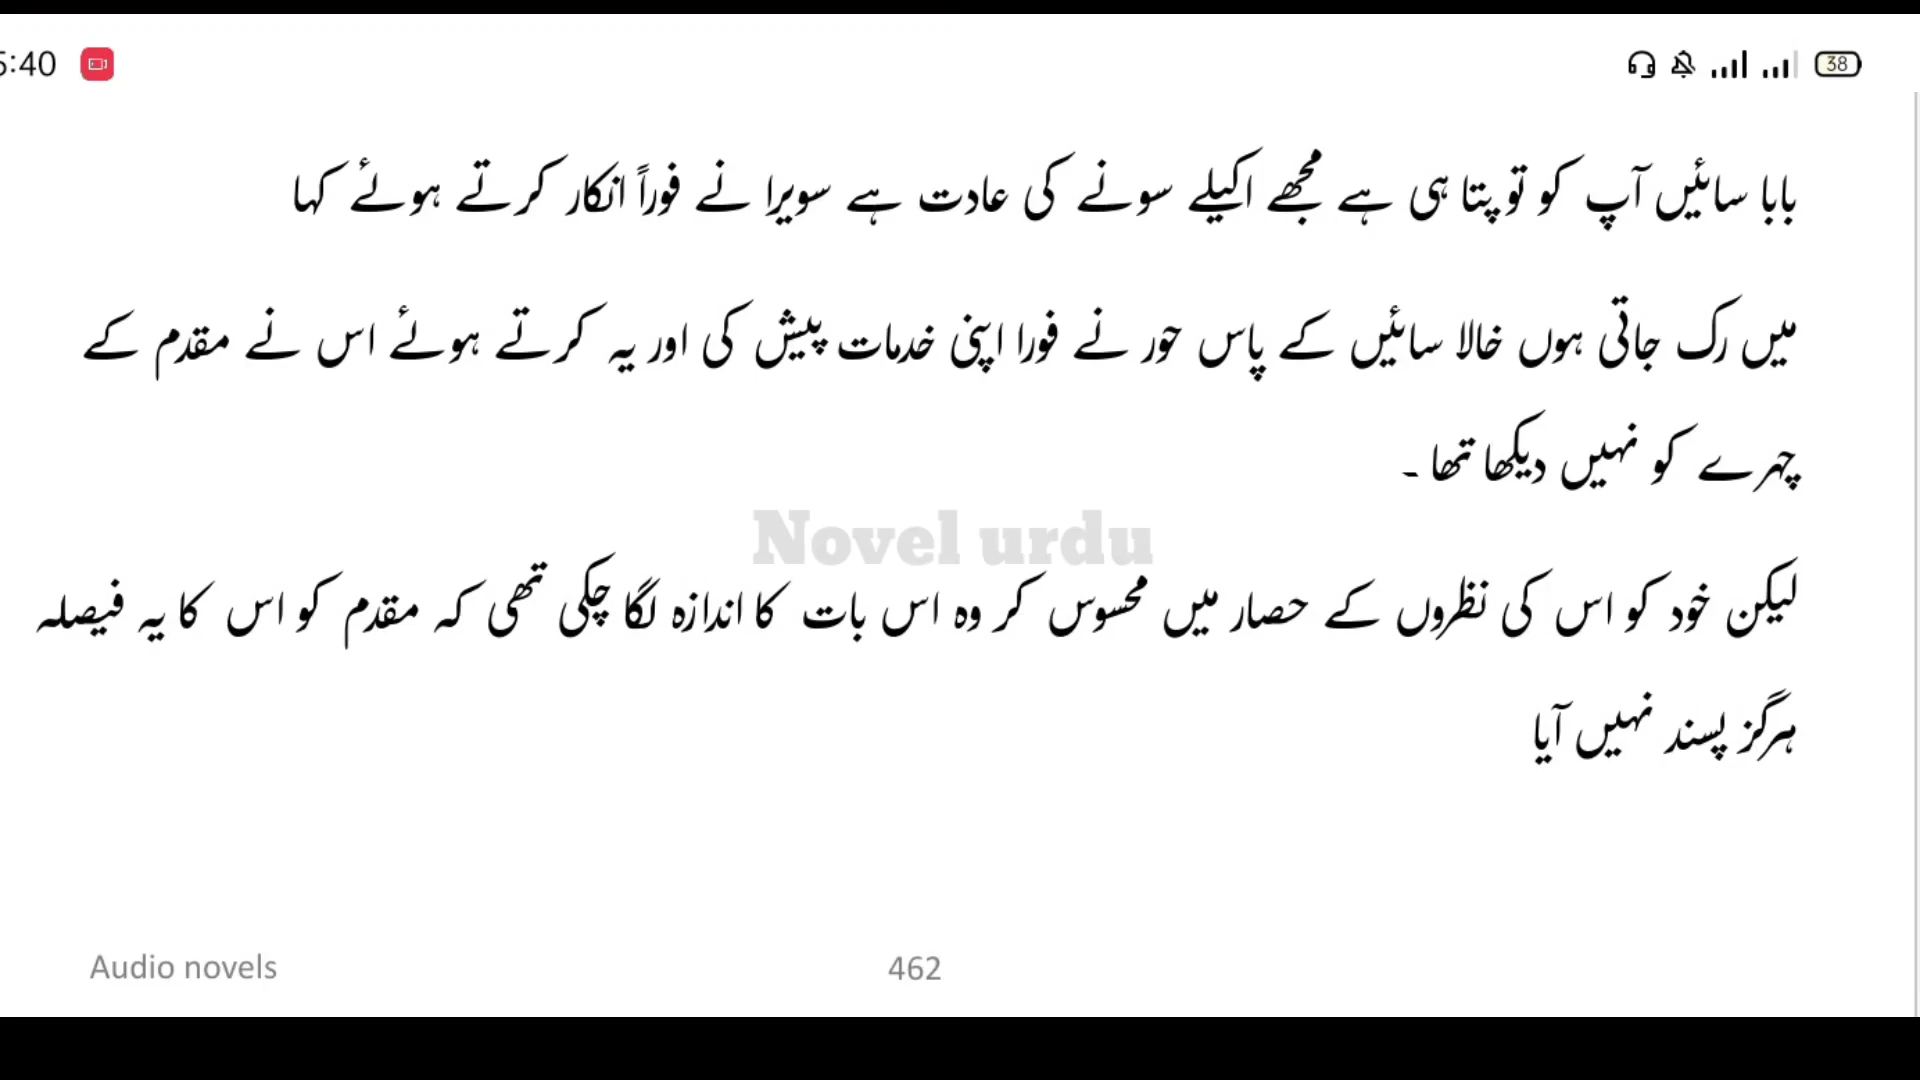 5:40
38
بابا سائیں آپ کو تو پتا ہی ہے مجھے اکیلے سونے کی عادت ہے سویرا نے فوراً انکار کرتے ہوئے کہا
میں رک جاتی ہوں خالا سائیں کے پاس حور نے فورا اپنی خدمات پیش کی اور یہ کرتے ہوئے اس نے مقدم کے
چہرے کو نہیں دیکھا تھا ۔
Novel urdu
لیکن خود کو اس کی نظروں کے حصار میں محسوس کر وہ اس بات کا اندازہ لگا چکی تھی کہ مقدم کو اس کا یہ فیصلہ
ہرگز پسند نہیں آیا
Audio novels
462